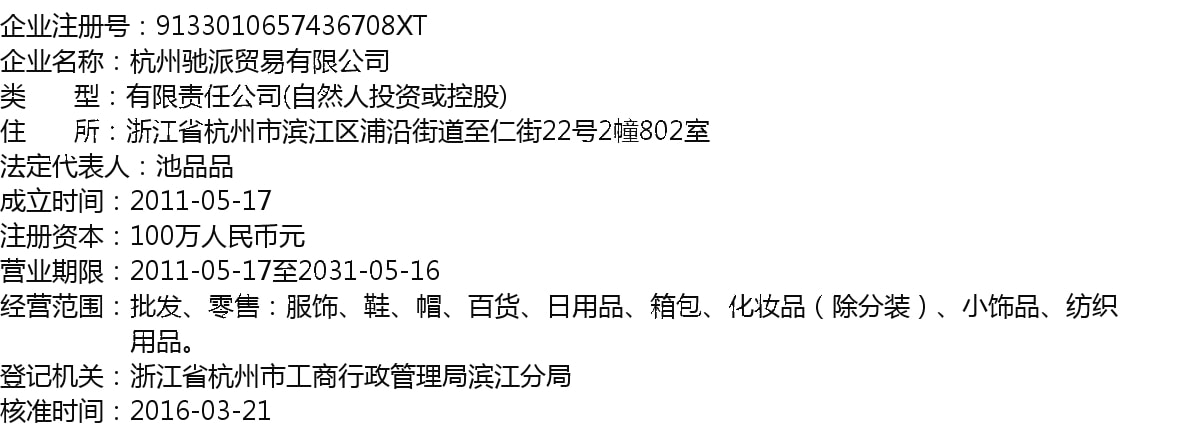 企业注册号：9133010657436708XT
企业名称：杭州驰派贸易有限公司
类 型：有限责任公司(自然人投资或控股)
住 所：浙江省杭州市滨江区浦沿街道至仁街22号2幢802室
法定代表人：池品品
成立时间：2011-05-17
注册资本：100万人民币元
营业期限：2011-05-17至2031-05-16
经营范围：批发、零售：服饰、鞋、帽、百货、日用品、箱包、化妆品（除分装）、小饰品、纺织
用品。
登记机关：浙江省杭州市工商行政管理局滨江分局
核准时间：2016-03-21